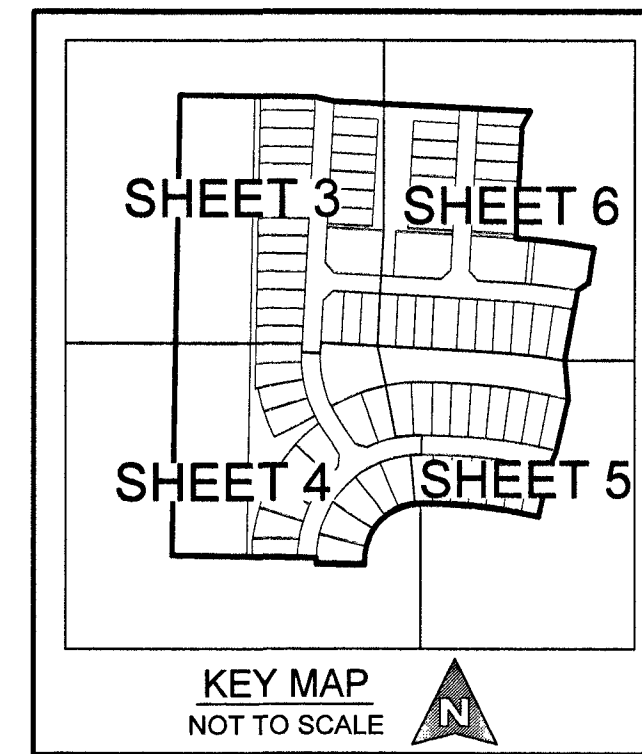 SHEET 3
SHEET 6
SHEET 4
SHEET 5
KEY MAP
NOT TO SCALE
N